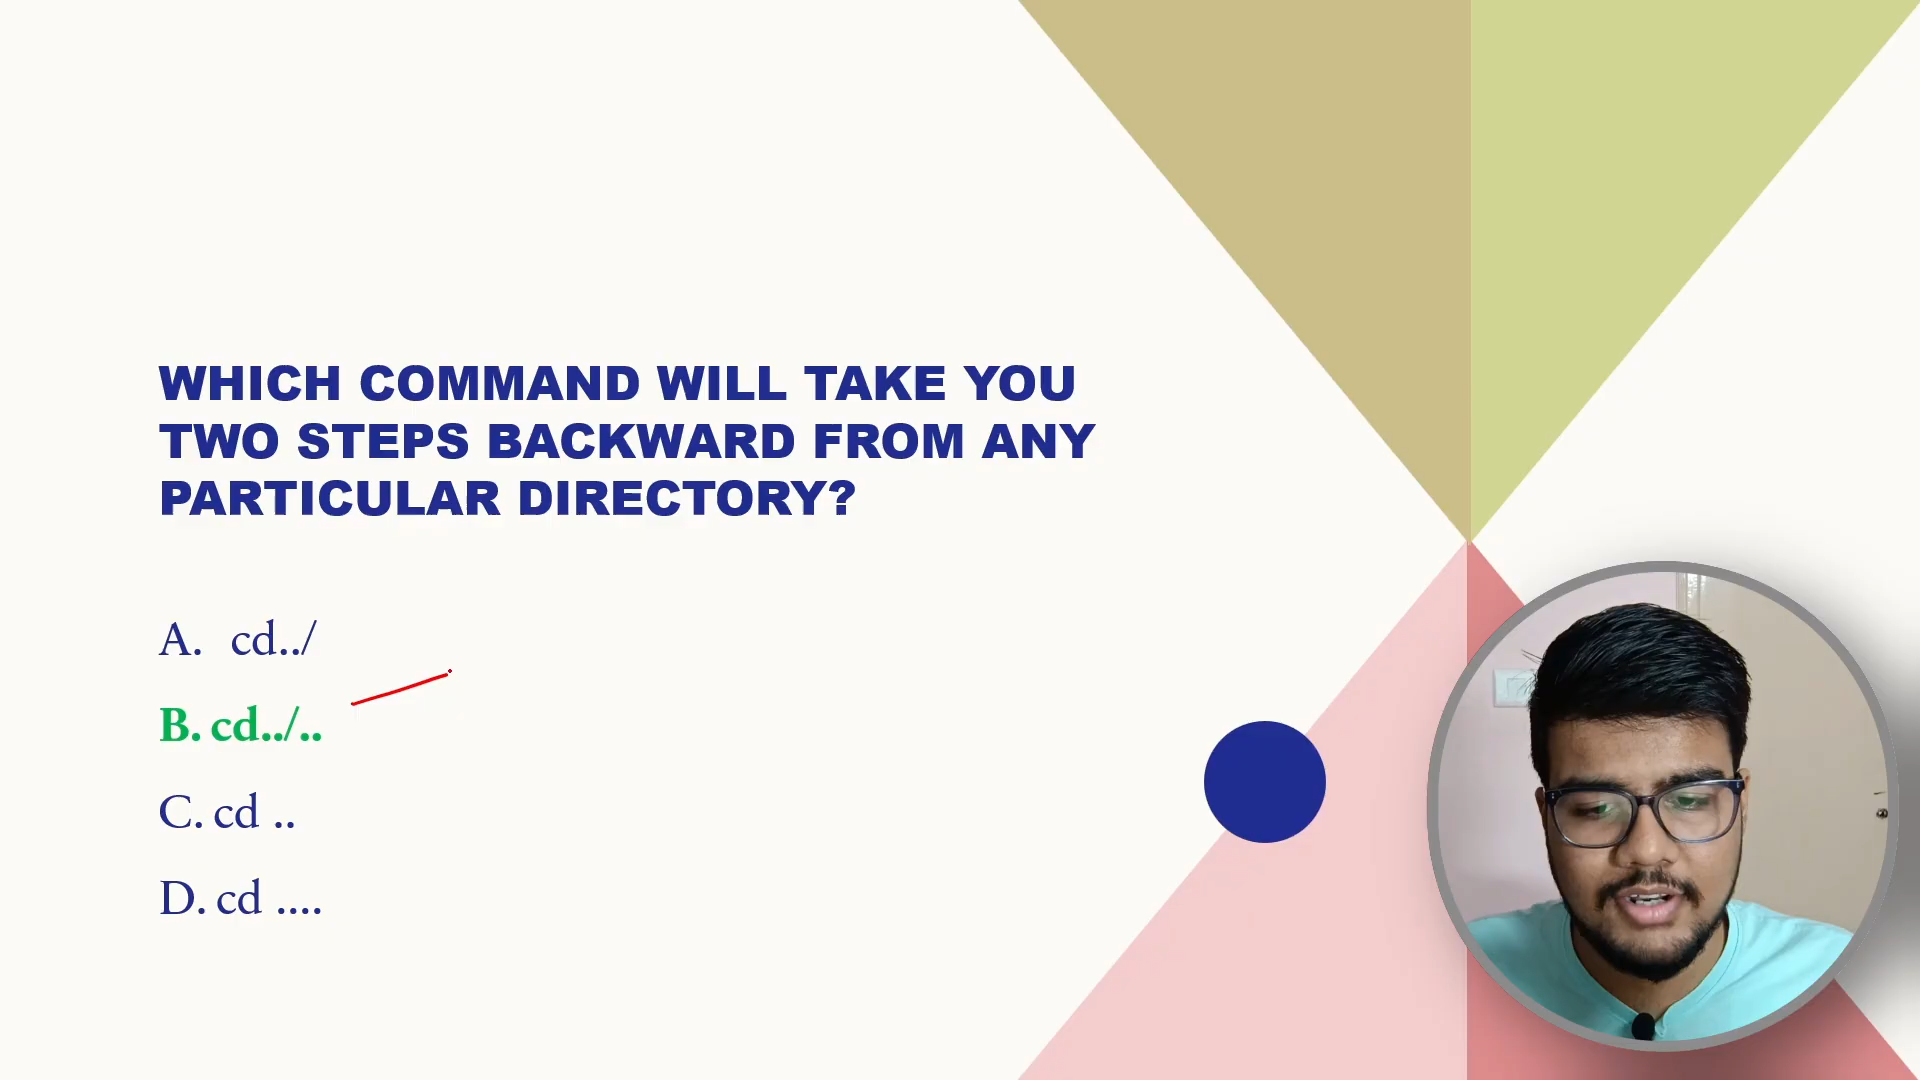 WHICH COMMAND WILL TAKE YOU
TWO STEPS BACKWARD FROM ANY
PARTICULAR DIRECTORY?
A. cd../
B. cd../..
C. cd ..
D. cd ....